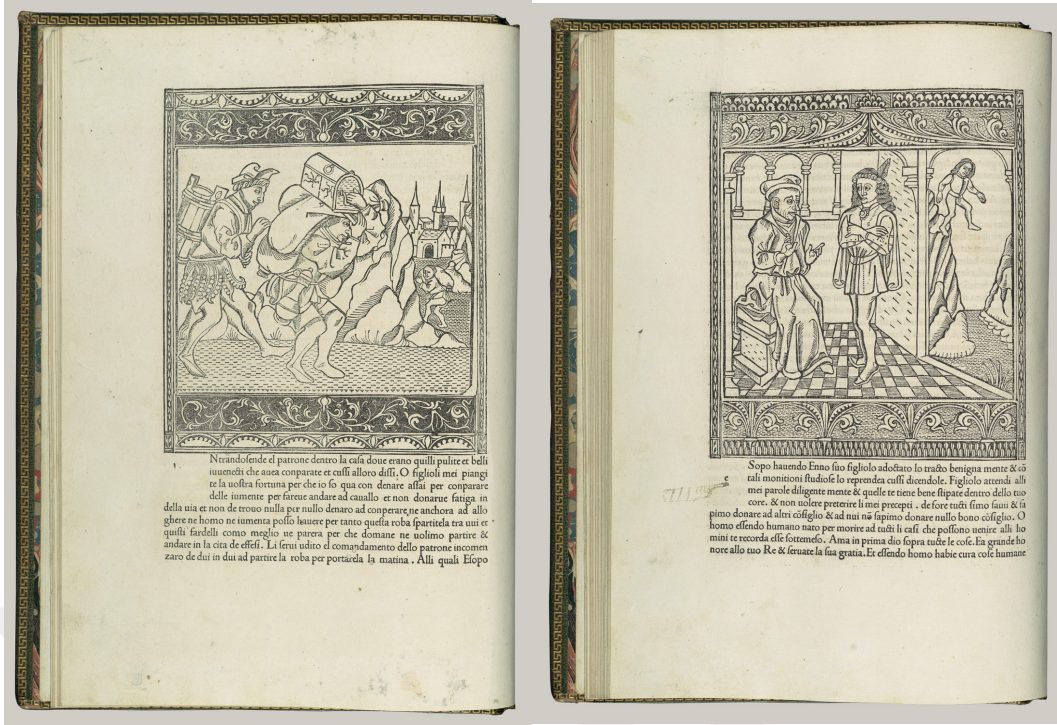 Ntrãdosende el patrone dentro la casa doue erano quilli pulite et belli
iuuenecti che auea conparate et cussi alloro dissi. O figlioli mei piangi
te la uostra fortuna per che io so qua con denare assai per conparare
delle iumente per fareue andare ad cauallo et non donarue fatiga in
della uia et non de trouo nulla per nullo denaro ad conperare, ne anchora ad allo
ghere ne homo ne iumenta posso hauere per tanto questa roba spartitela tra uui et
quisti fardelli como meglio ue parera per che domane ne uolimo partire &
andare in la cita de effesi. Li serui udito el comandamento dello patrone incomen
zaro de dui in dui ad partire la roba per portarela la matina. Alli quali Esopo
Sopo hauendo Enno suo figliolo adoctato lo tracto benigna mente & cõ
e tali monitioni studiose lo reprendea cussi dicendole. Figliolo attendi alli
mei parole diligente mente & quelle te tiene bene stipate dentro dello tuo
core. & non uolere preterire li mei precepti. de fore tucti simo sauii & sa
pimo donare ad altri cõsiglio & ad nui nõ sapimo donare nullo bono cõsiglio. O
homo essendo humano nato per morire ad tucti li casi che possono uenire alli ho
mini te recorda esse sottemeso. Ama in prima dio sopra tucte le cose. Fa grande ho
nore allo tuo Re & seruate la sua gratia. Et essendo homo habie cura cose humane